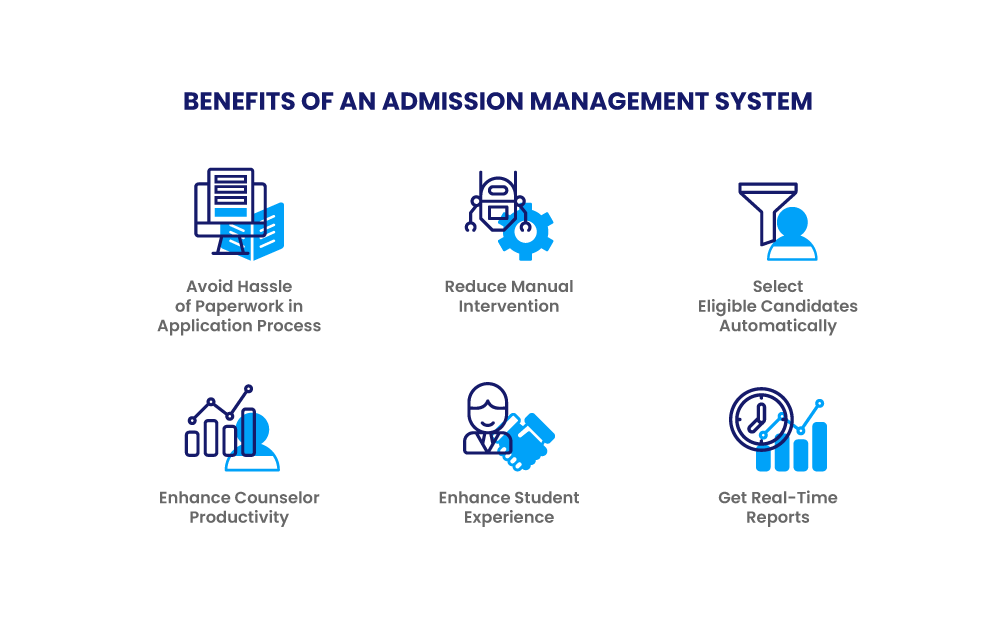 BENEFITS OF AN ADMISSION MANAGEMENT SYSTEM
Avoid Hassle
of Paperwork in
Application Process
Reduce Manual
Intervention
Select
Eligible Candidates
Automatically
Enhance Counselor
Productivity
Enhance Student
Experience
Get Real-Time
Reports